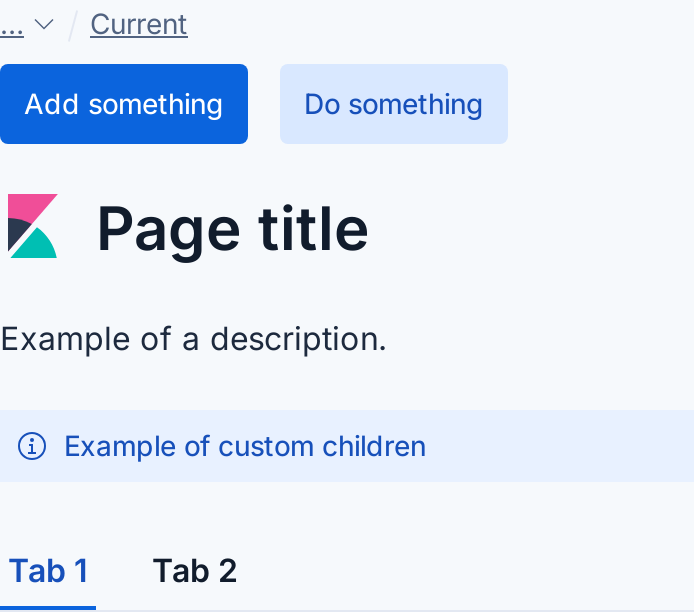 ... / Current
Add something Do something
Page title
Example of a description.
Example of custom children
Tab 1 Tab 2